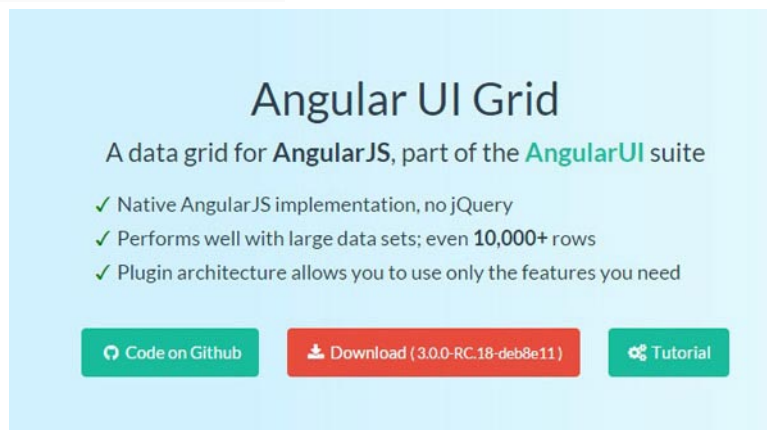 Angular UI Grid
A data grid for AngularJS, part of the AngularUI suite
✓ Native AngularJS implementation, no jQuery
✓ Performs well with large data sets; even 10,000+ rows
✓ Plugin architecture allows you to use only the features you need
Code on Github
Download (3.0.0-RC.18-deb8e11)
Tutorial